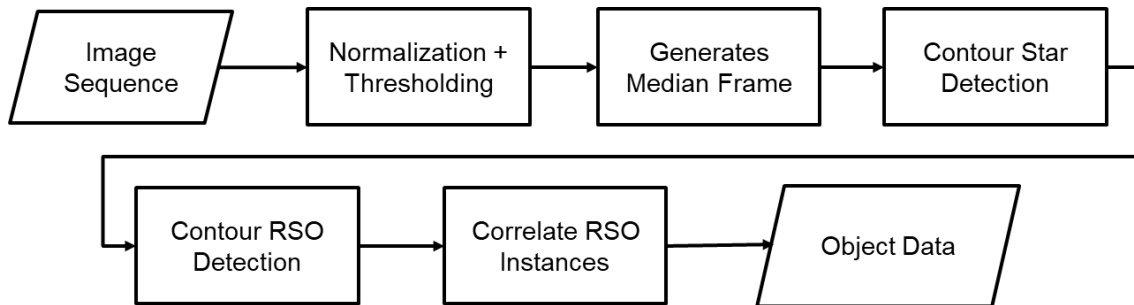 Image
Sequence
Normalization +
Thresholding
Generates
Median Frame
Contour Star
Detection
Contour RSO
Detection
Correlate RSO
Instances
Object Data